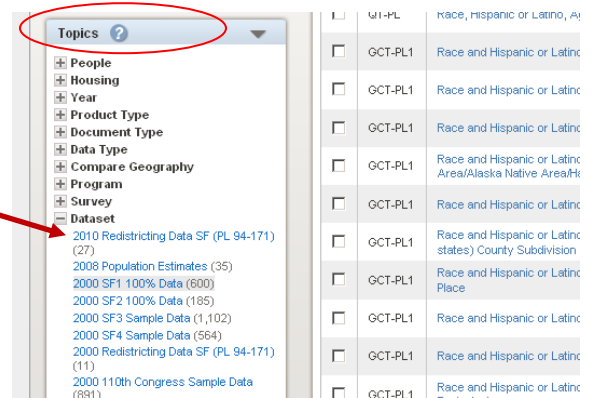 Topics ?
People
Housing
Year
Product Type
Document Type
Data Type
Compare Geography
Program
Survey
Dataset
2010 Redistricting Data SF (PL 94-171)
(27)
2008 Population Estimates (35)
2000 SF1 100% Data (600)
2000 SF2 100% Data (185)
2000 SF3 Sample Data (1,102)
2000 SF4 Sample Data (564)
2000 Redistricting Data SF (PL 94-171)
(11)
2000 110th Congress Sample Data
(891)
QT-PL Race, Hispanic or Latino,
GCT-PL1 Race and Hispanic or Latino
GCT-PL1 Race and Hispanic or Latino
GCT-PL1 Race and Hispanic or Latino
GCT-PL1 Race and Hispanic or Latino
Area/Alaska Native Area/Ha
GCT-PL1 Race and Hispanic or Latino
GCT-PL1 Race and Hispanic or Latino
states) County Subdivision
GCT-PL1 Race and Hispanic or Latino
Place
GCT-PL1 Race and Hispanic or Latino
GCT-PL1 Race and Hispanic or Latino
GCT-PL1 Race and Hispanic or Latino